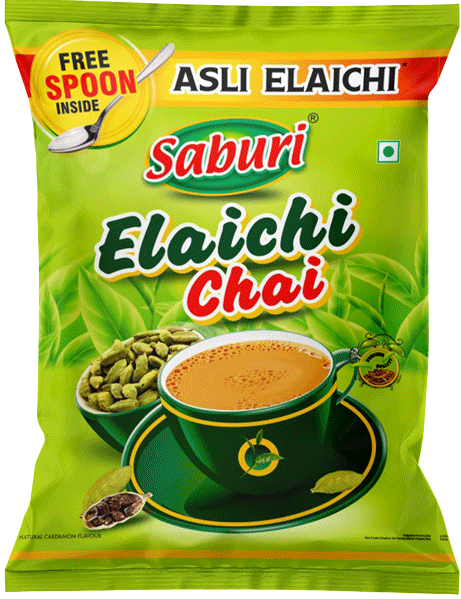 FREE
SPOON
INSIDE
ASLI ELAICHI*
Saburi®
Elaichi
Chai
NATURAL CARDAMOM FLAVOUR